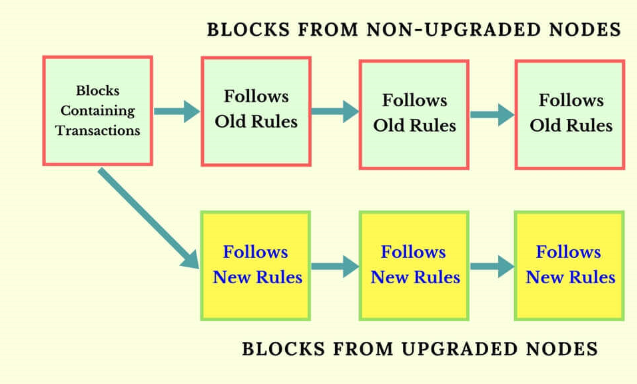 BLOCKS FROM NON-UPGRADED NODES
Blocks
Containing
Transactions
Follows
Old Rules
Follows
Old Rules
Follows
Old Rules
Follows
New Rules
Follows
New Rules
Follows
New Rules
BLOCKS FROM UPGRADED NODES